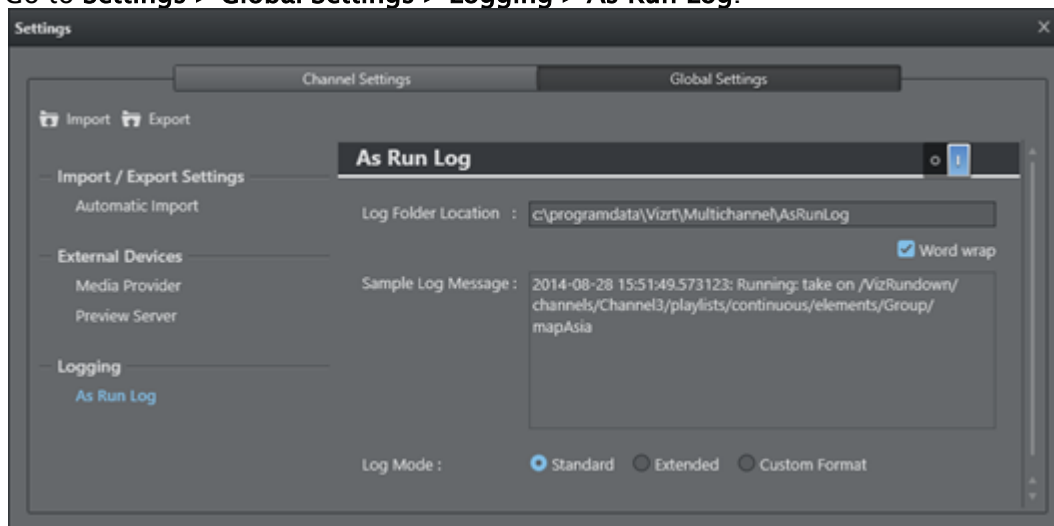 Go to Settings > Global Settings > Logging > As Run Log.
Settings
Channel Settings
Global Settings
Import Export
As Run Log
Import / Export Settings
Automatic Import
Log Folder Location : c:\programdata\Vizrt\Multichannel\AsRunLog
Word wrap
External Devices
Media Provider
Preview Server
Sample Log Message : 2014-08-28 15:51:49.573123: Running: take on /VizRundown/
channels/Channel3/playlists/continuous/elements/Group/
mapAsia
Logging
As Run Log
Log Mode : Standard Extended Custom Format